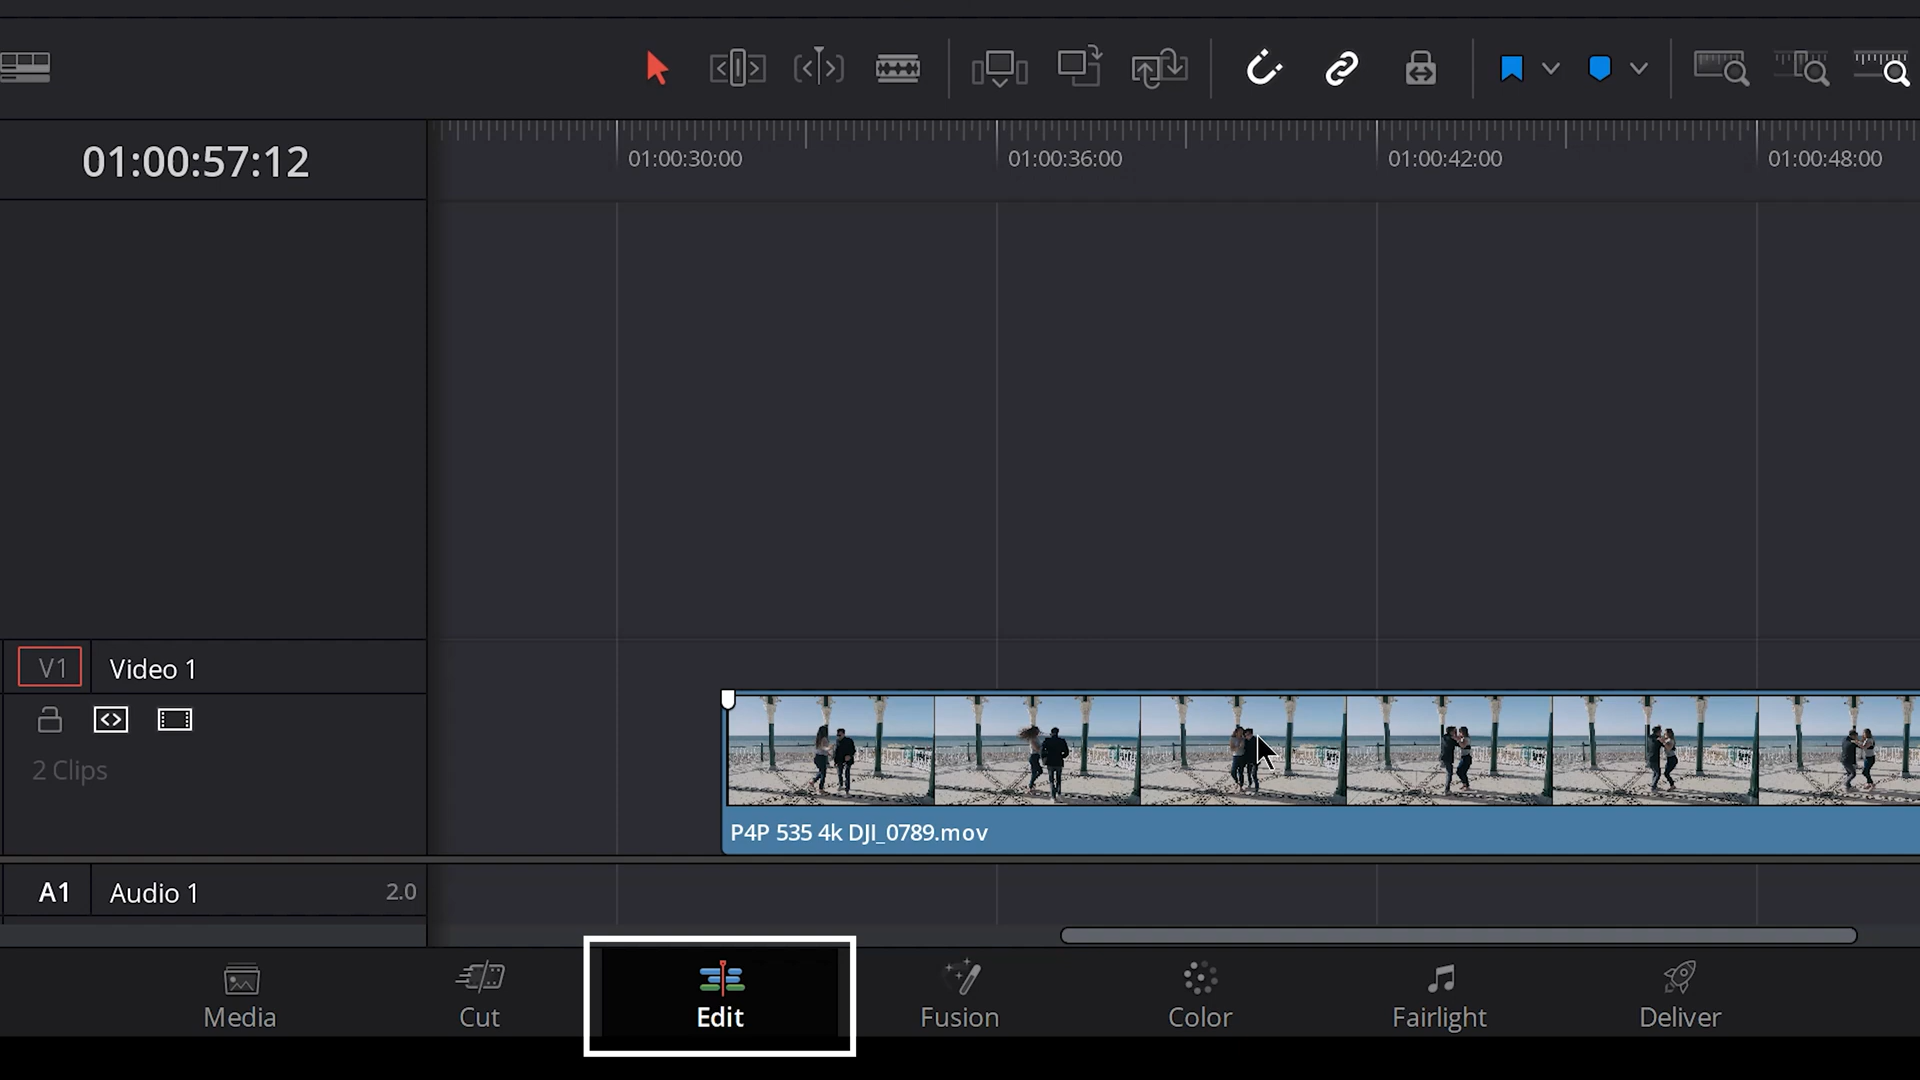 01:00:57:12
01:00:30:00
01:00:36:00
01:00:42:00
01:00:48:00
V1
Video 1
2 Clips
P4P 535 4k DJI_0789.mov
A1
Audio 1
2.0
Media
Cut
Edit
Fusion
Color
Fairlight
Deliver